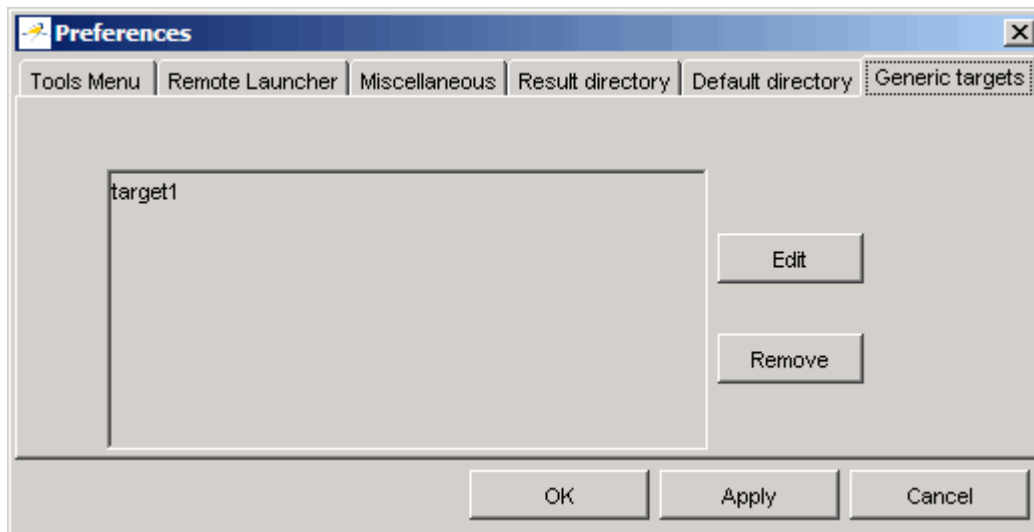 Preferences
Tools Menu Remote Launcher Miscellaneous Result directory Default directory Generic targets
target1
Edit
Remove
OK Apply Cancel